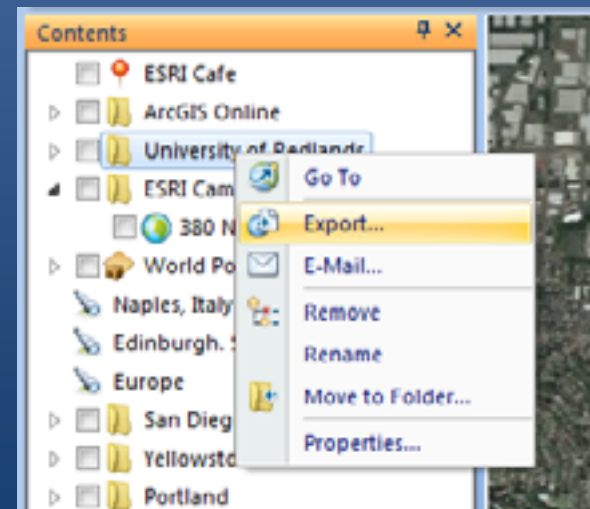 Contents
ESRI Cafe
ArcGIS Online
University of Redlands
ESRI Cam
380 N
World Po
Naples, Italy
Edinburgh.
Europe
San Dieg
Yellowsto
Portland
Go To
Export...
E-Mail...
Remove
Rename
Move to Folder...
Properties...